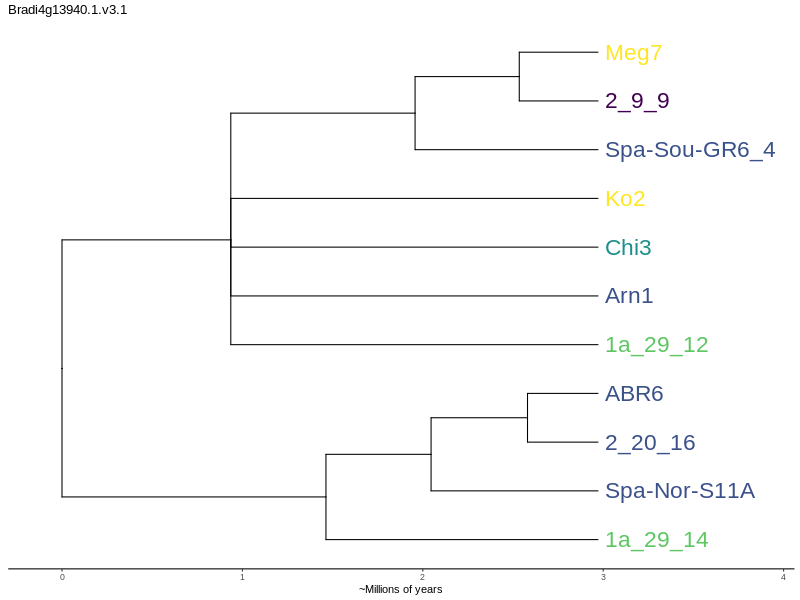 Bradi4g13940.1.v3.1
Meg7
2_9_9
Spa-Sou-GR6_4
Ko2
Chi3
Arn1
1a_29_12
ABR6
2_20_16
Spa-Nor-S11A
1a_29_14
0 1 2 3 4
~Millions of years